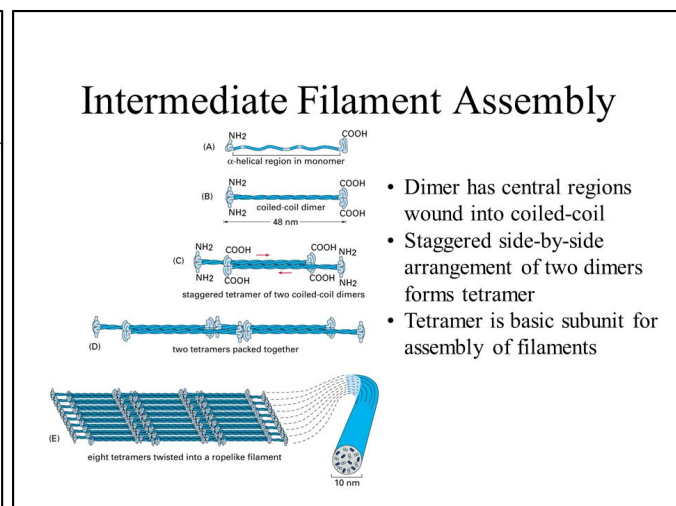 Intermediate Filament Assembly
NH2
COOH
(A)
α-helical region in monomer
NH2
COOH
(B)
coiled-coil dimer
NH2
COOH
48 nm
NH2
COOH
COOH
NH2
(C)
NH2
COOH
COOH
NH2
staggered tetramer of two coiled-coil dimers
(D)
two tetramers packed together
(E)
eight tetramers twisted into a ropelike filament
10 nm
• Dimer has central regions
wound into coiled-coil
• Staggered side-by-side
arrangement of two dimers
forms tetramer
• Tetramer is basic subunit for
assembly of filaments